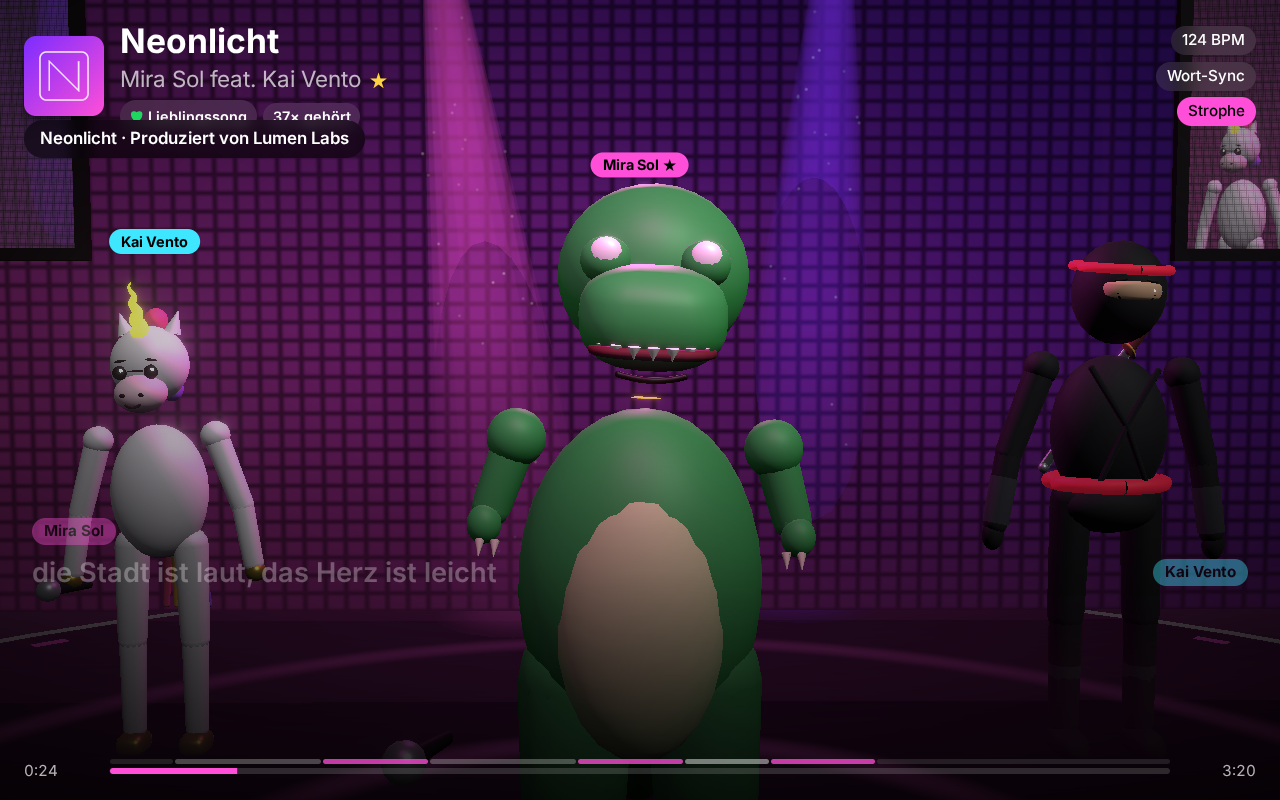 Neonlicht
Mira Sol feat. Kai Vento ★
Lieblingssong 37× gehört
Neonlicht · Produziert von Lumen Labs
124 BPM
Wort-Sync
Strophe
Mira Sol ★
Kai Vento
Mira Sol
die Stadt ist laut, das Herz ist leicht
Kai Vento
0:24
3:20